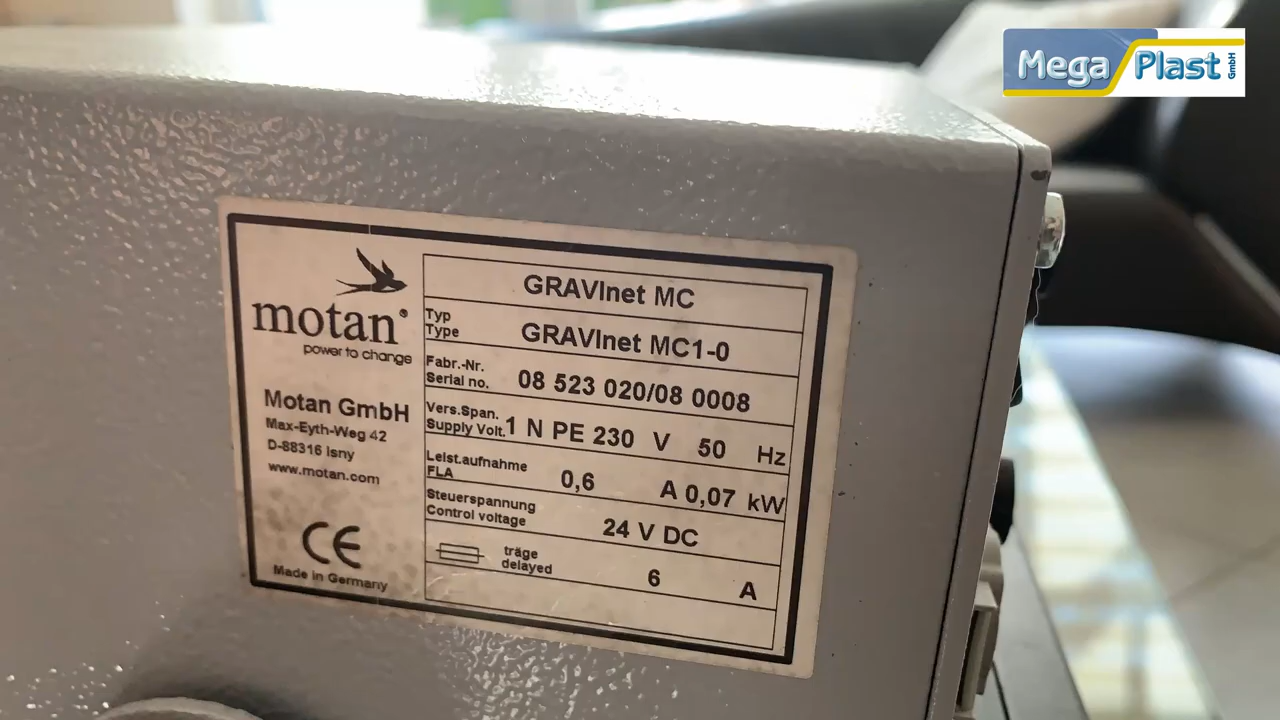 Mega Plast GmbH
motan®
power to change
Motan GmbH
Max-Eyth-Weg 42
D-88316 Isny
www.motan.com
CE
Made in Germany
GRAVInet MC
Typ
Type
GRAVInet MC1-0
Fabr.-Nr.
Serial no.
08 523 020/08 0008
Vers.Span.
Supply Volt.
1 N PE 230 V 50 Hz
Leist.aufnahme
FLA
0,6 A 0,07 kW
Steuerspannung
Control voltage
24 V DC
träge
delayed
6 A